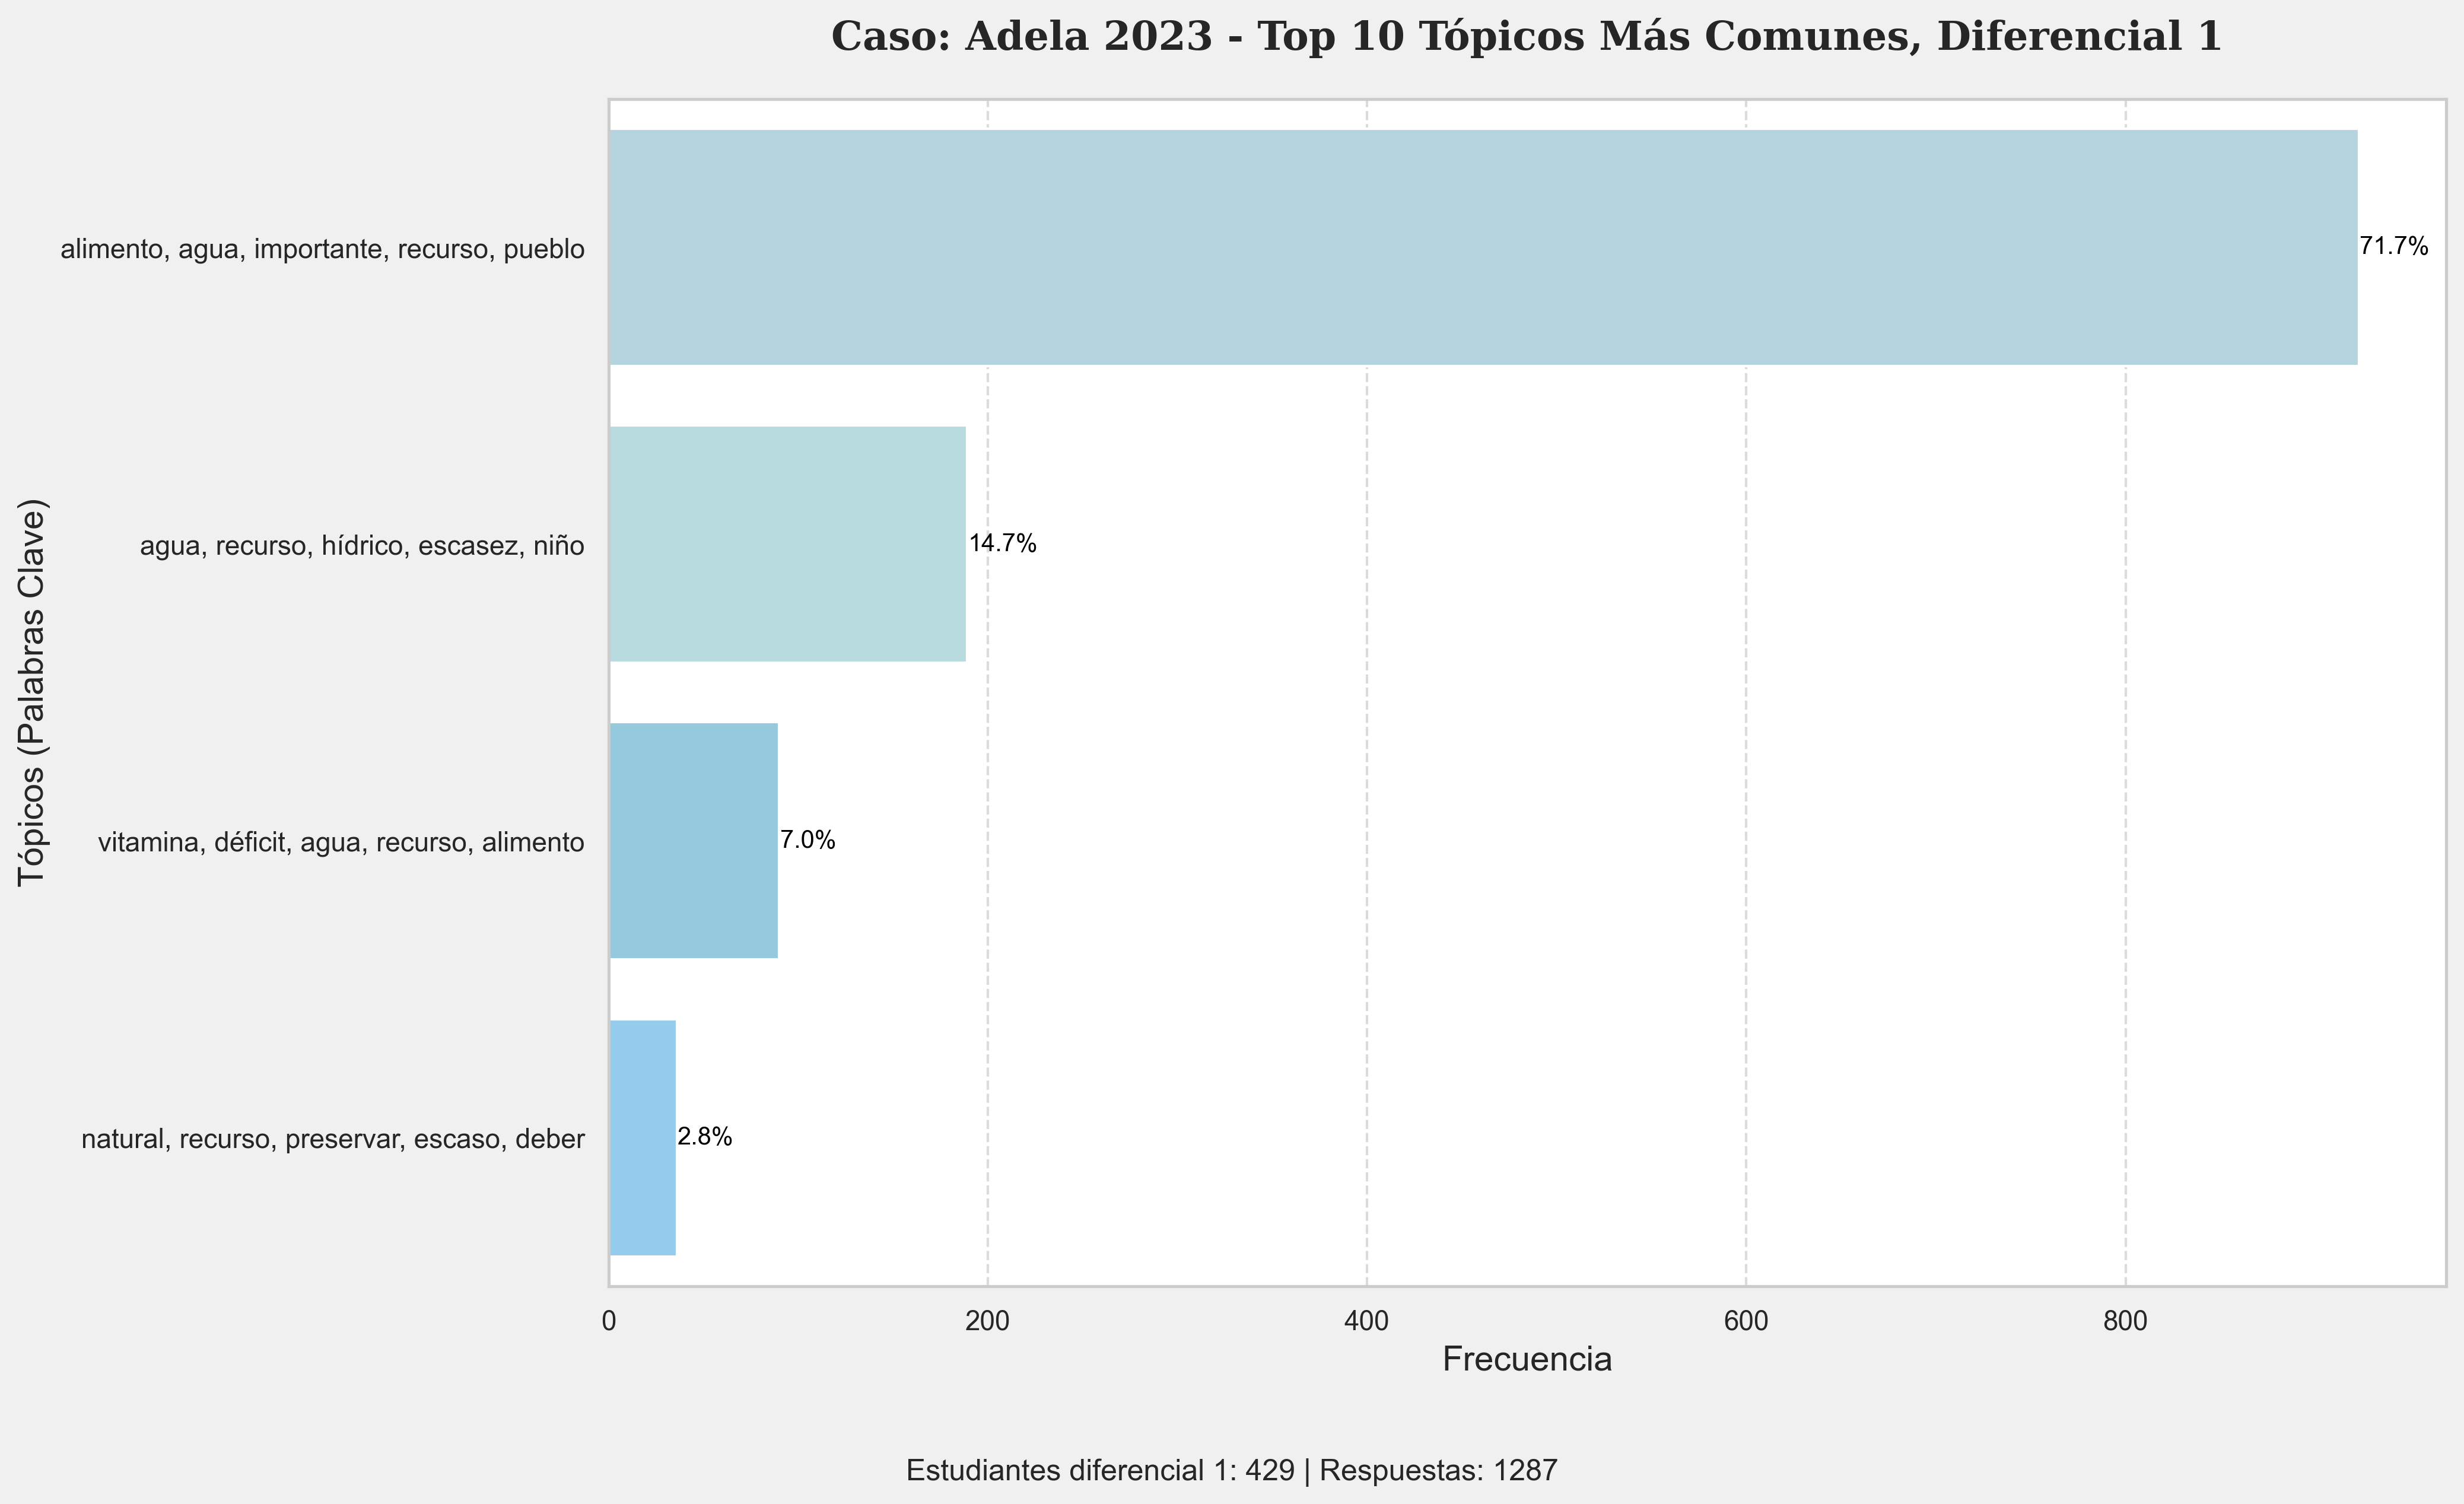 Caso: Adela 2023 - Top 10 Tópicos Más Comunes, Diferencial 1
Tópicos (Palabras Clave)
alimento, agua, importante, recurso, pueblo
71.7%
agua, recurso, hídrico, escasez, niño
14.7%
vitamina, déficit, agua, recurso, alimento
7.0%
natural, recurso, preservar, escaso, deber
2.8%
0 200 400 600 800
Frecuencia
Estudiantes diferencial 1: 429 | Respuestas: 1287